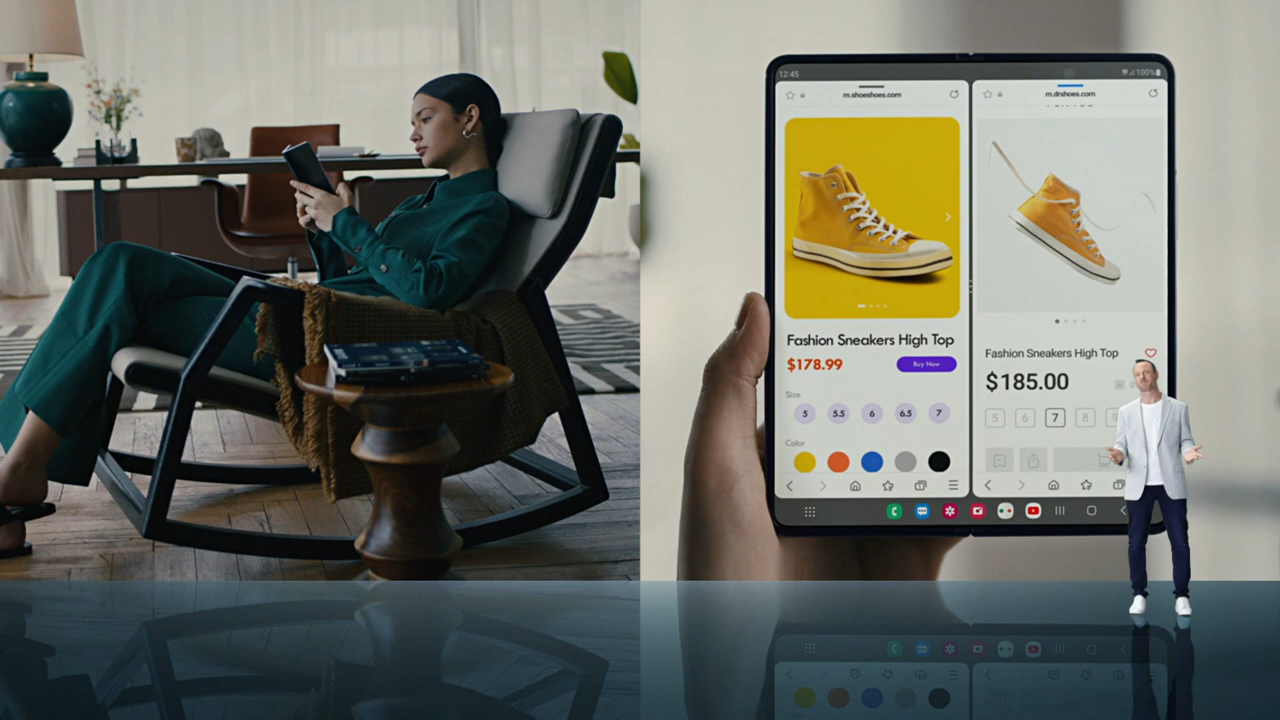 12:45
100%
m.shoeshoes.com
Fashion Sneakers High Top
$178.99
Buy Now
Size
5 5.5 6 6.5 7
Color
m.drshoes.com
Fashion Sneakers High Top
$185.00
5 6 7 8 9